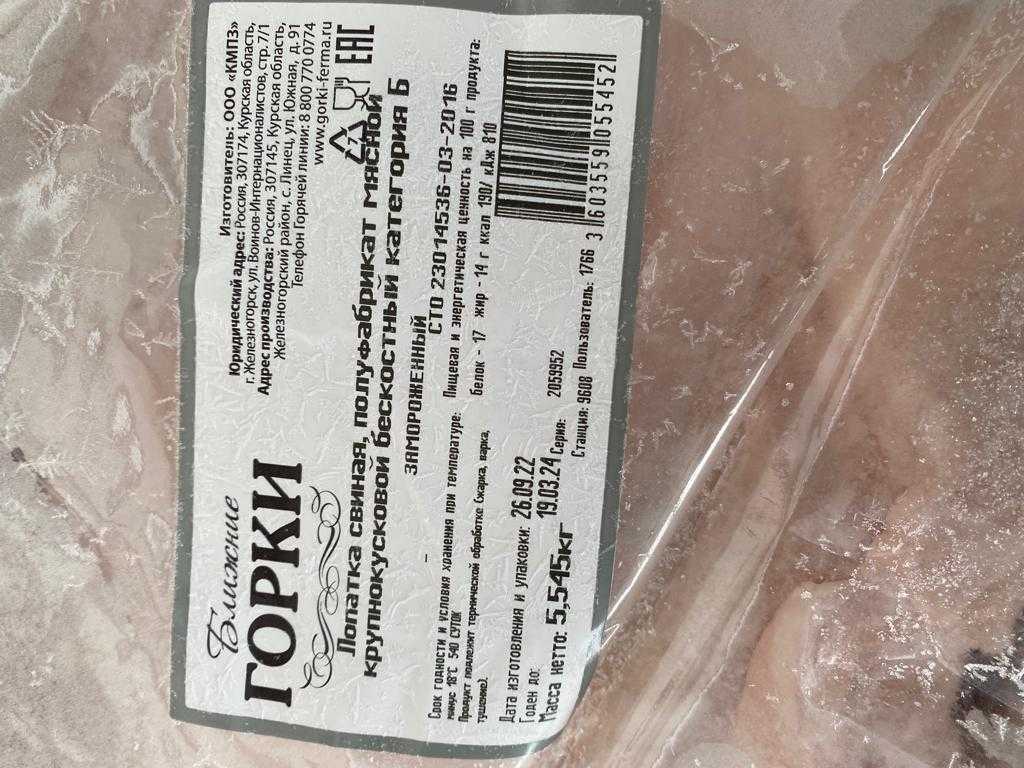 Ближние
ГОРКИ
Изготовитель: ООО «КМПЗ»
Юридический адрес: Россия, 307174, Курская область,
г. Железногорск, ул. Воинов-Интернационалистов, стр. 7/1
Адрес производства: Россия, 307145, Курская область,
Железногорский район, с. Линец, ул. Южная, д. 91
Телефон Горячей линии: 8 800 770 0774
www.gorki-ferma.ru
7
EAC
Лопатка свиная, полуфабрикат мясной
крупнокусковой бескостный категория Б
ЗАМОРОЖЕННЫЙ
СТО 23014536-03-2016
Срок годности и условия хранения при температуре:
минус 18°С 540 СУТОК
Продукт подлежит термической обработке (жарка, варка,
тушение).
Пищевая и энергетическая ценность на 100 г продукта:
белок - 17 жир - 14 г ккал 190/ кДж 810
Дата изготовления и упаковки: 26.09.22
Годен до: 19.03.24 Серия: 2059952
Масса нетто: 5,545кг
Станция: 9608 Пользователь: 1766
3 603559 055452